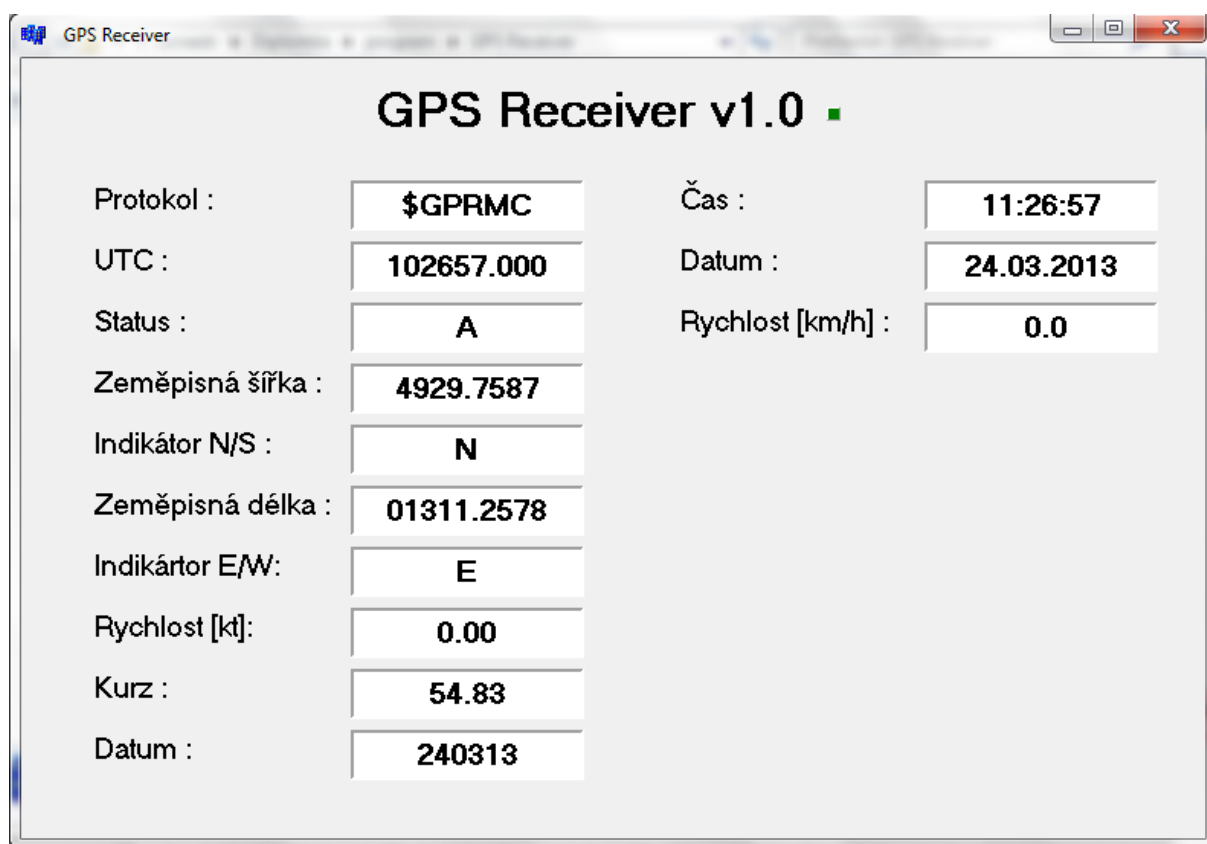 GPS Receiver
GPS Receiver v1.0
Protokol : $GPRMC
UTC : 102657.000
Status : A
Zeměpisná šířka : 4929.7587
Indikátor N/S : N
Zeměpisná délka : 01311.2578
Indikártor E/W: E
Rychlost [kt]: 0.00
Kurz : 54.83
Datum : 240313
Čas : 11:26:57
Datum : 24.03.2013
Rychlost [km/h] : 0.0